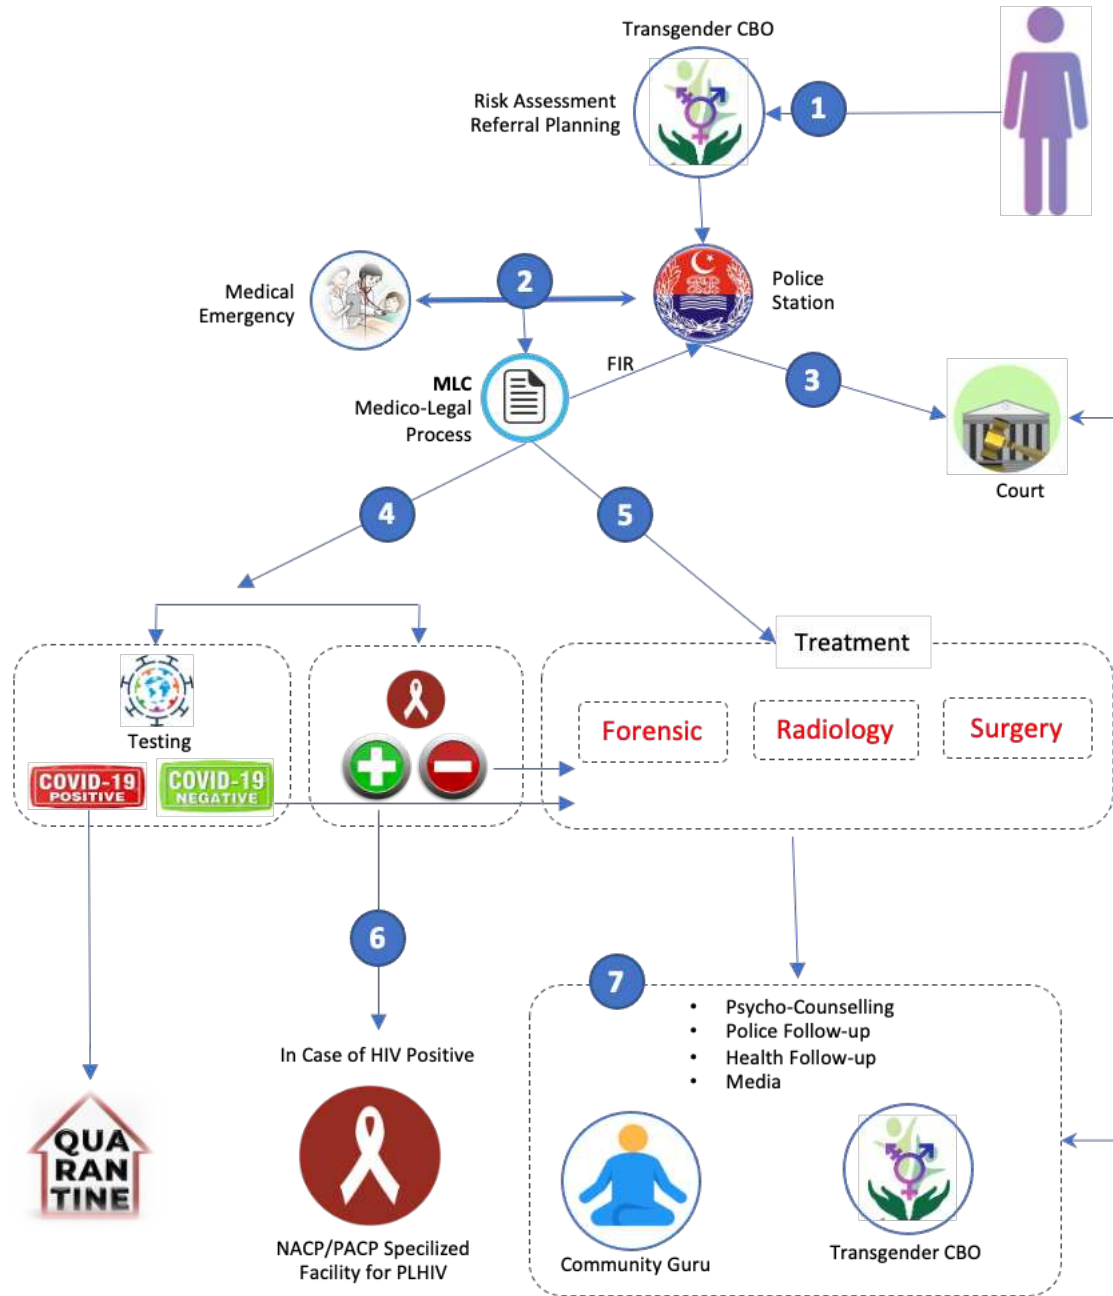 Transgender CBO
Risk Assessment
Referral Planning
1
2
Medical
Emergency
Police
Station
MLC
Medico-Legal
Process
FIR
3
Court
4
5
Treatment
Testing
COVID-19
POSITIVE
COVID-19
NEGATIVE
Forensic
Radiology
Surgery
6
7
• Psycho-Counselling
• Police Follow-up
• Health Follow-up
• Media
In Case of HIV Positive
QUA
RAN
TINE
NACP/PACP Specilized
Facility for PLHIV
Community Guru
Transgender CBO